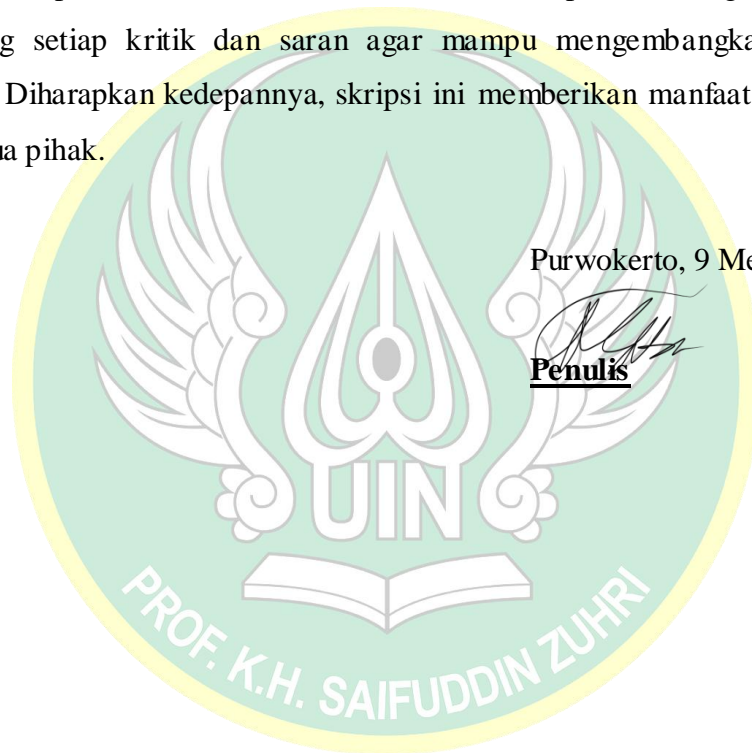 g setiap kritik dan saran agar mampu mengembangka
Diharapkan kedepannya, skripsi ini memberikan manfaat
a pihak.
Purwokerto, 9 Me
Penulis
UIN
PROF. K.H. SAIFUDDIN ZUHRI